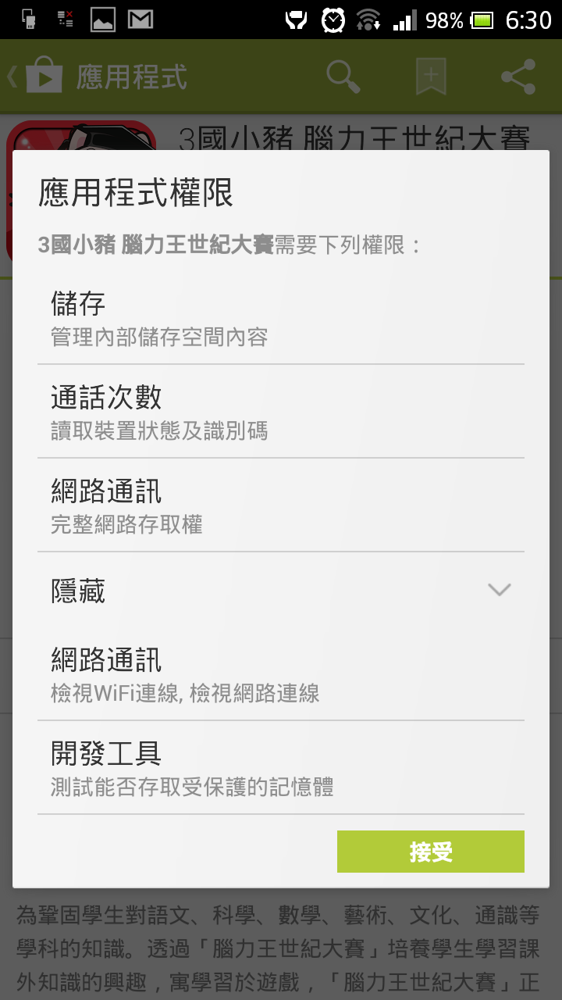 98% 6:30
應用程式
3國小豬 腦力王世紀大賽
應用程式權限
3國小豬 腦力王世紀大賽需要下列權限：
儲存
管理內部儲存空間內容
通話次數
讀取裝置狀態及識別碼
網路通訊
完整網路存取權
隱藏
網路通訊
檢視WiFi連線, 檢視網路連線
開發工具
測試能否存取受保護的記憶體
接受
為鞏固學生對語文、科學、數學、藝術、文化、通識等
學科的知識。透過「腦力王世紀大賽」培養學生學習課
外知識的興趣，寓學習於遊戲，「腦力王世紀大賽」正